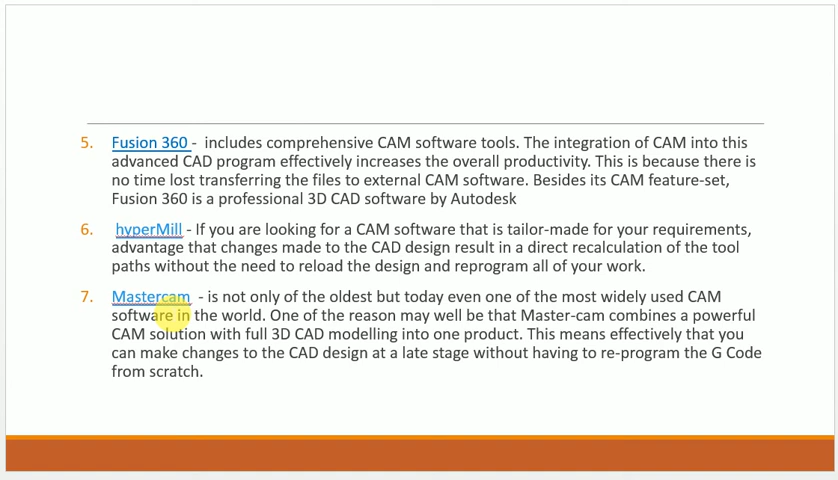 5. Fusion 360 - includes comprehensive CAM software tools. The integration of CAM into this
advanced CAD program effectively increases the overall productivity. This is because there is
no time lost transferring the files to external CAM software. Besides its CAM feature-set,
Fusion 360 is a professional 3D CAD software by Autodesk
6. hyperMill - If you are looking for a CAM software that is tailor-made for your requirements,
advantage that changes made to the CAD design result in a direct recalculation of the tool
paths without the need to reload the design and reprogram all of your work.
7. Mastercam - is not only of the oldest but today even one of the most widely used CAM
software in the world. One of the reason may well be that Master-cam combines a powerful
CAM solution with full 3D CAD modelling into one product. This means effectively that you
can make changes to the CAD design at a late stage without having to re-program the G Code
from scratch.